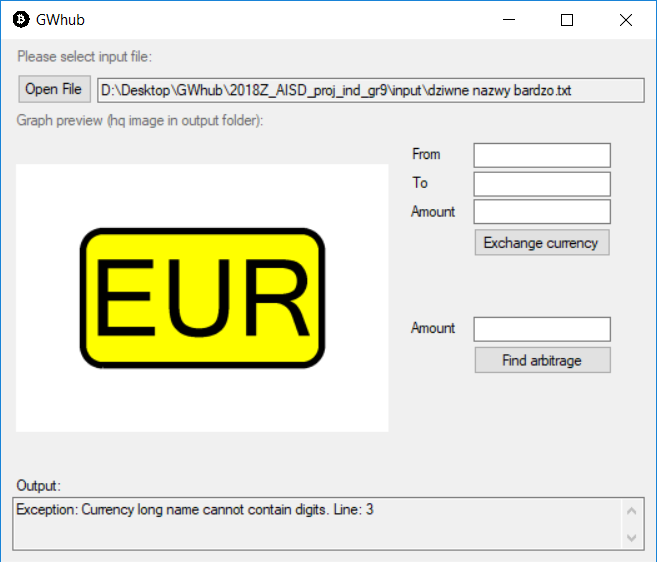 GWhub
Please select input file:
Open File
D:\Desktop\GWhub\2018Z_AISD_proj_ind_gr9\input\dziwne nazwy bardzo.txt
Graph preview (hq image in output folder):
EUR
From
To
Amount
Exchange currency
Amount
Find arbitrage
Output:
Exception: Currency long name cannot contain digits. Line: 3